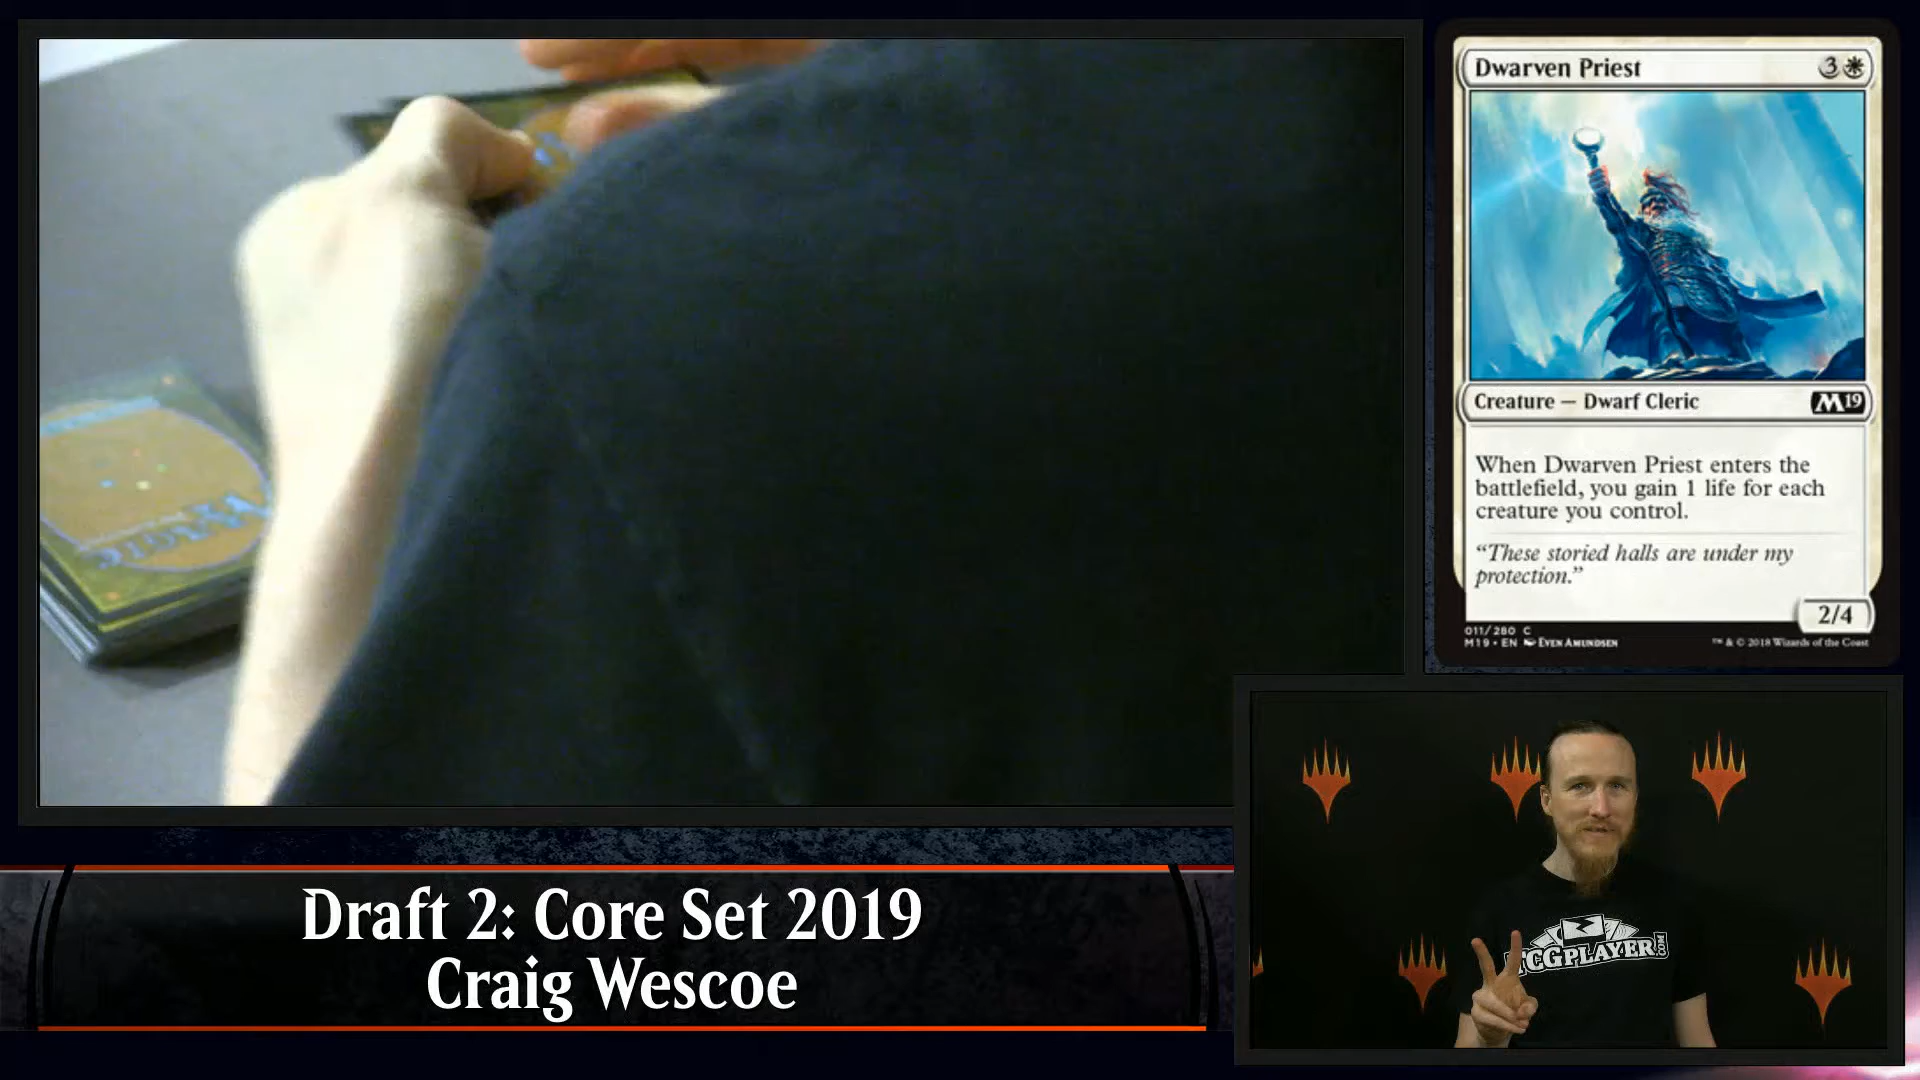 Dwarven Priest 3
Creature — Dwarf Cleric M19
When Dwarven Priest enters the
battlefield, you gain 1 life for each
creature you control.
“These storied halls are under my
protection.”
2/4
011/280 C
M19 • EN Even Amundsen ™ & © 2018 Wizards of the Coast
Draft 2: Core Set 2019
Craig Wescoe
TCGPLAYER.COM